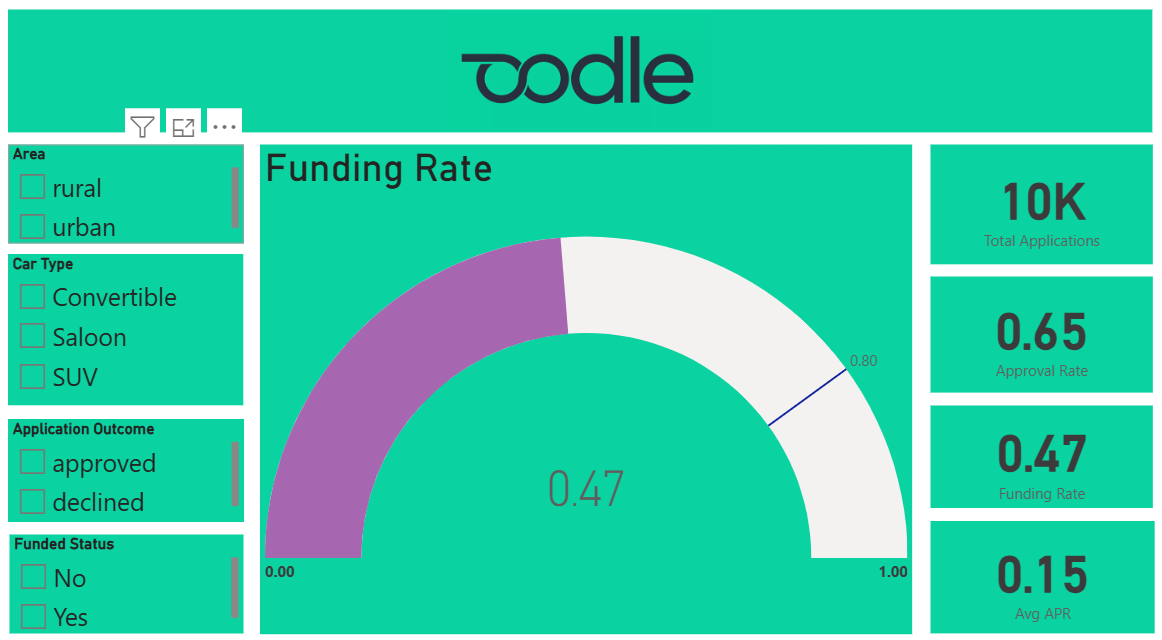 oodle
Area
rural
urban
Car Type
Convertible
Saloon
SUV
Application Outcome
approved
declined
Funded Status
No
Yes
Funding Rate
0.80
0.47
0.00
1.00
10K
Total Applications
0.65
Approval Rate
0.47
Funding Rate
0.15
Avg APR